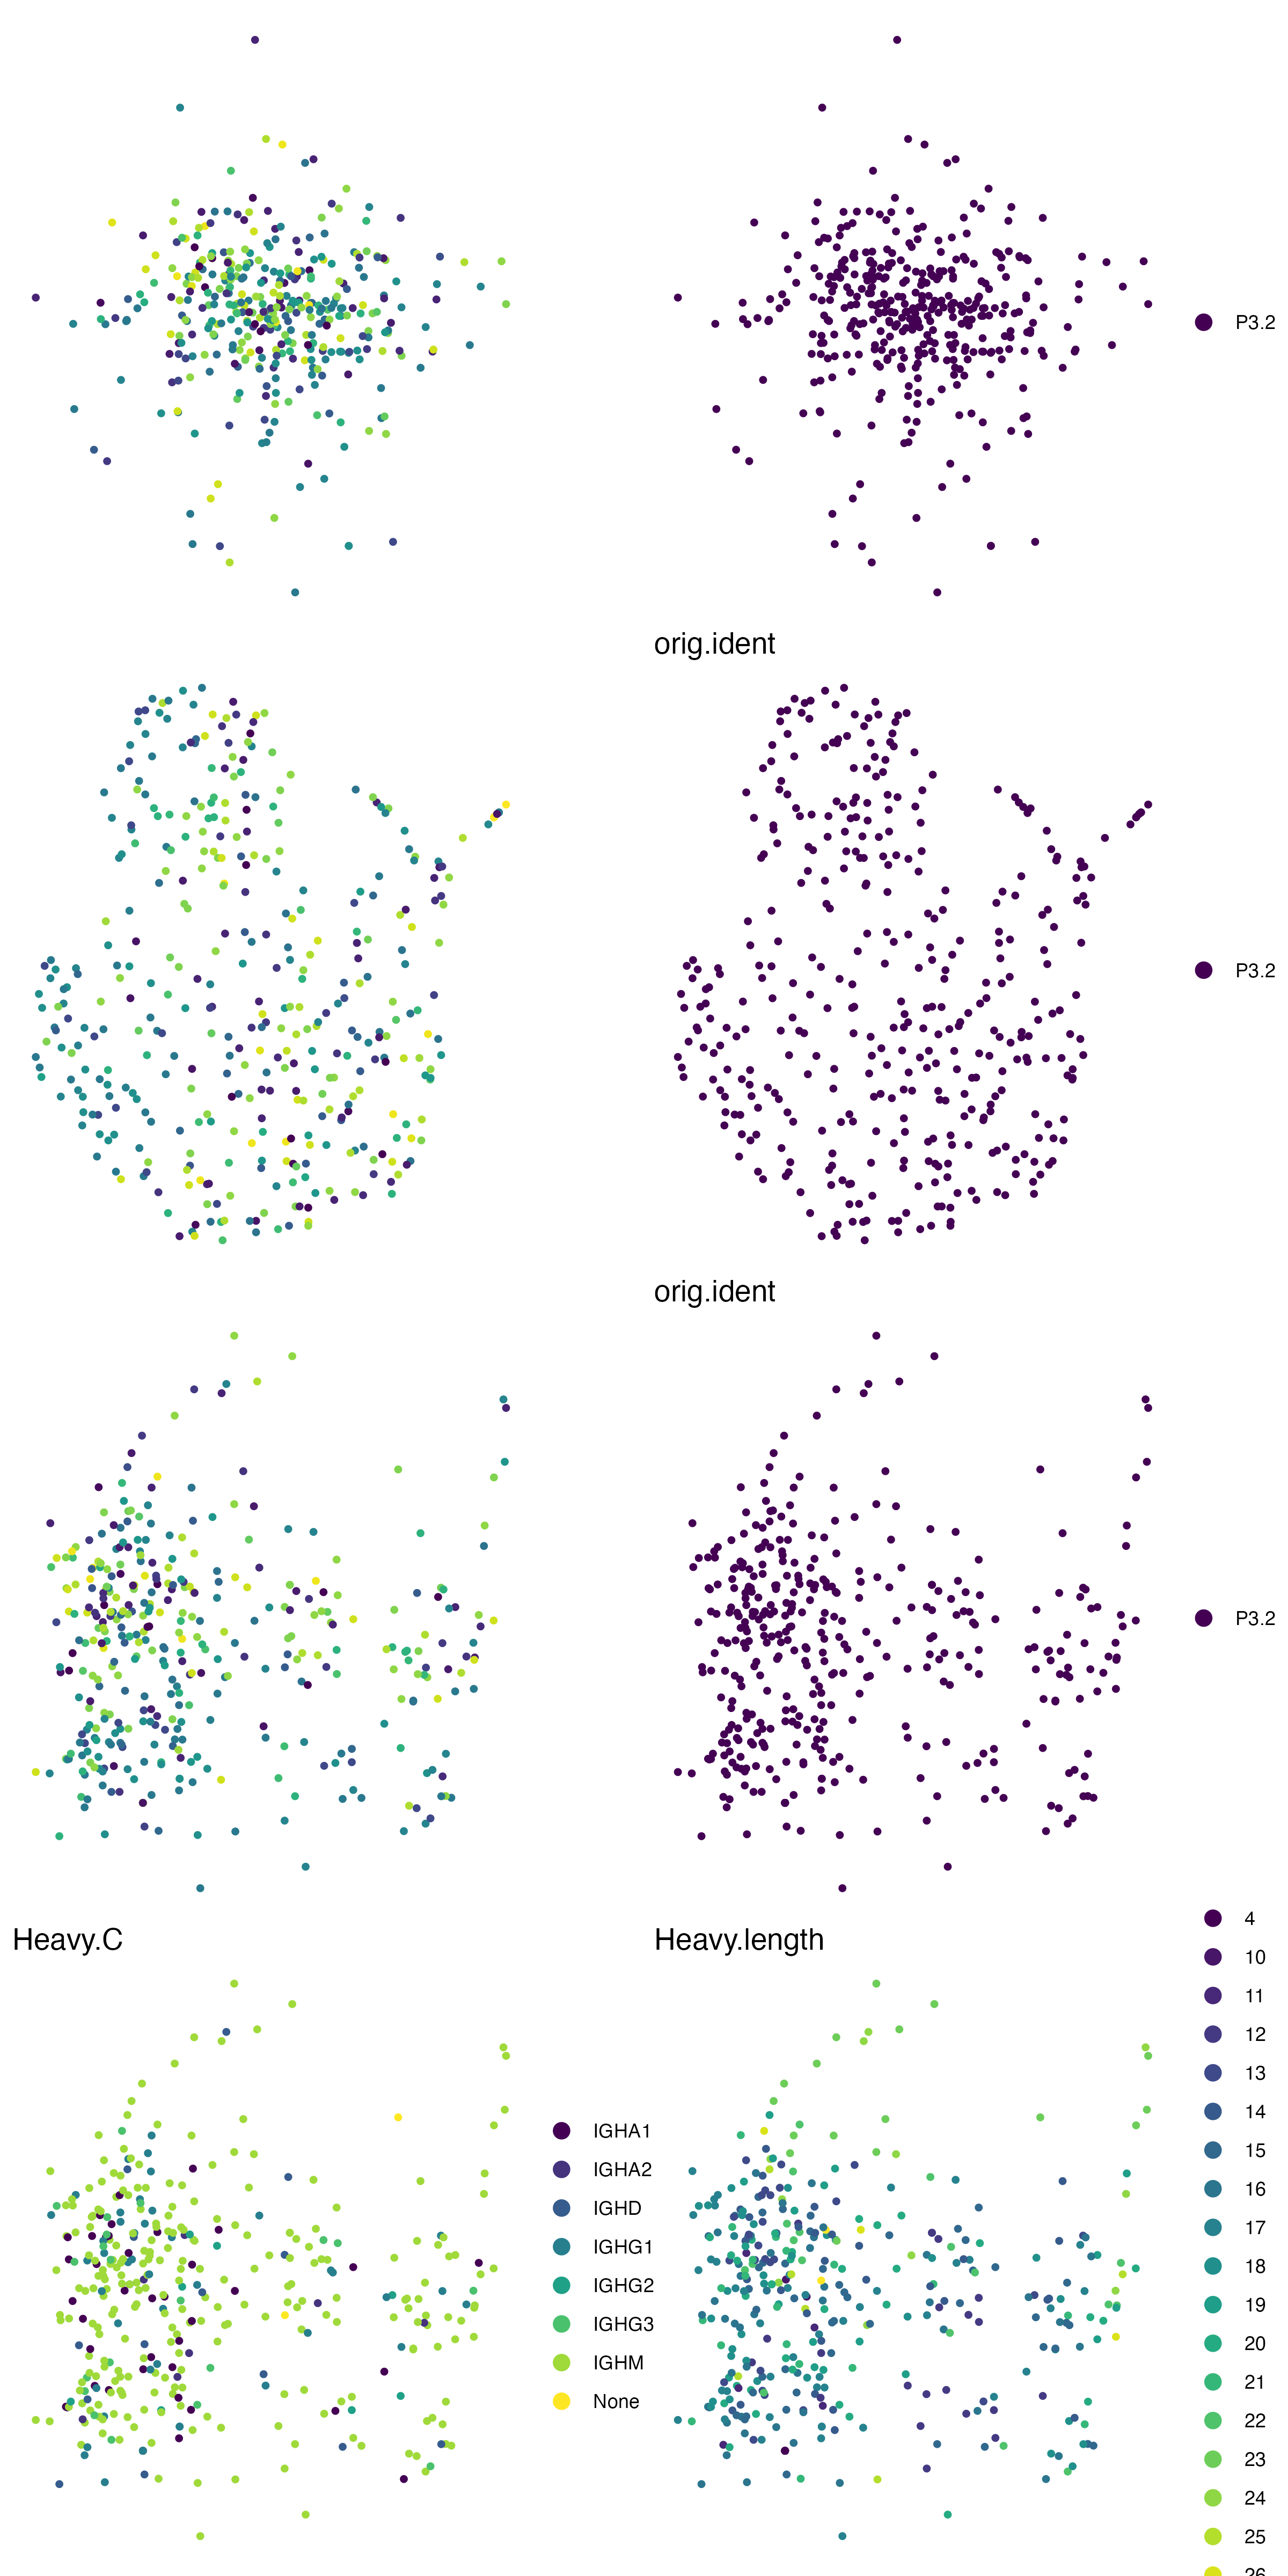 P3.2
orig.ident
P3.2
orig.ident
P3.2
Heavy.C
Heavy.length
IGHA1
IGHA2
IGHD
IGHG1
IGHG2
IGHG3
IGHM
None
4
10
11
12
13
14
15
16
17
18
19
20
21
22
23
24
25
26